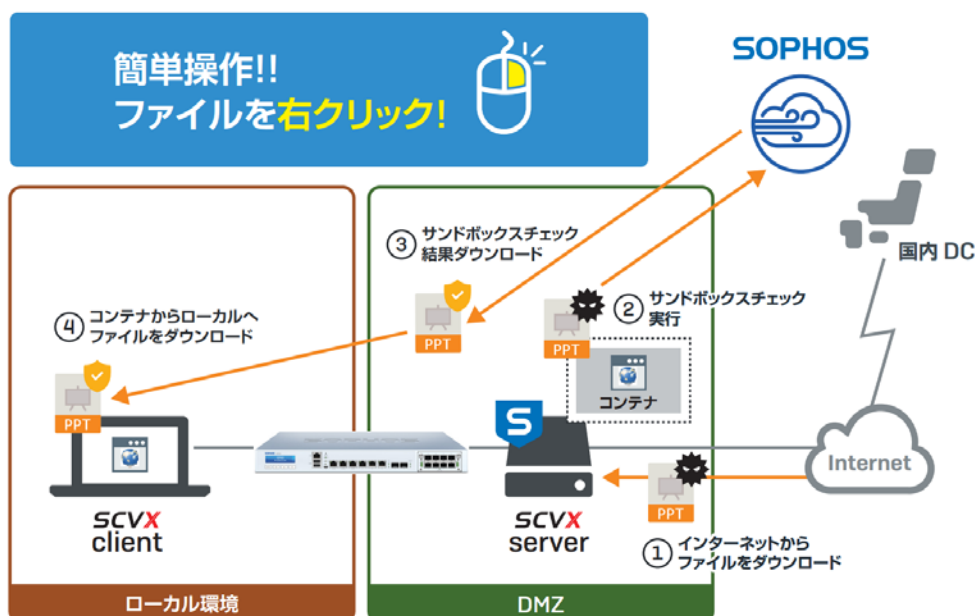 簡単操作!!
ファイルを右クリック!
SOPHOS
国内 DC
③ サンドボックスチェック
結果ダウンロード
② サンドボックスチェック
実行
④ コンテナからローカルへ
ファイルをダウンロード
PPT
PPT
PPT
コンテナ
S
SOPHOS
Internet
PPT
SCVX
client
SCVX
server
① インターネットから
ファイルをダウンロード
ローカル環境
DMZ